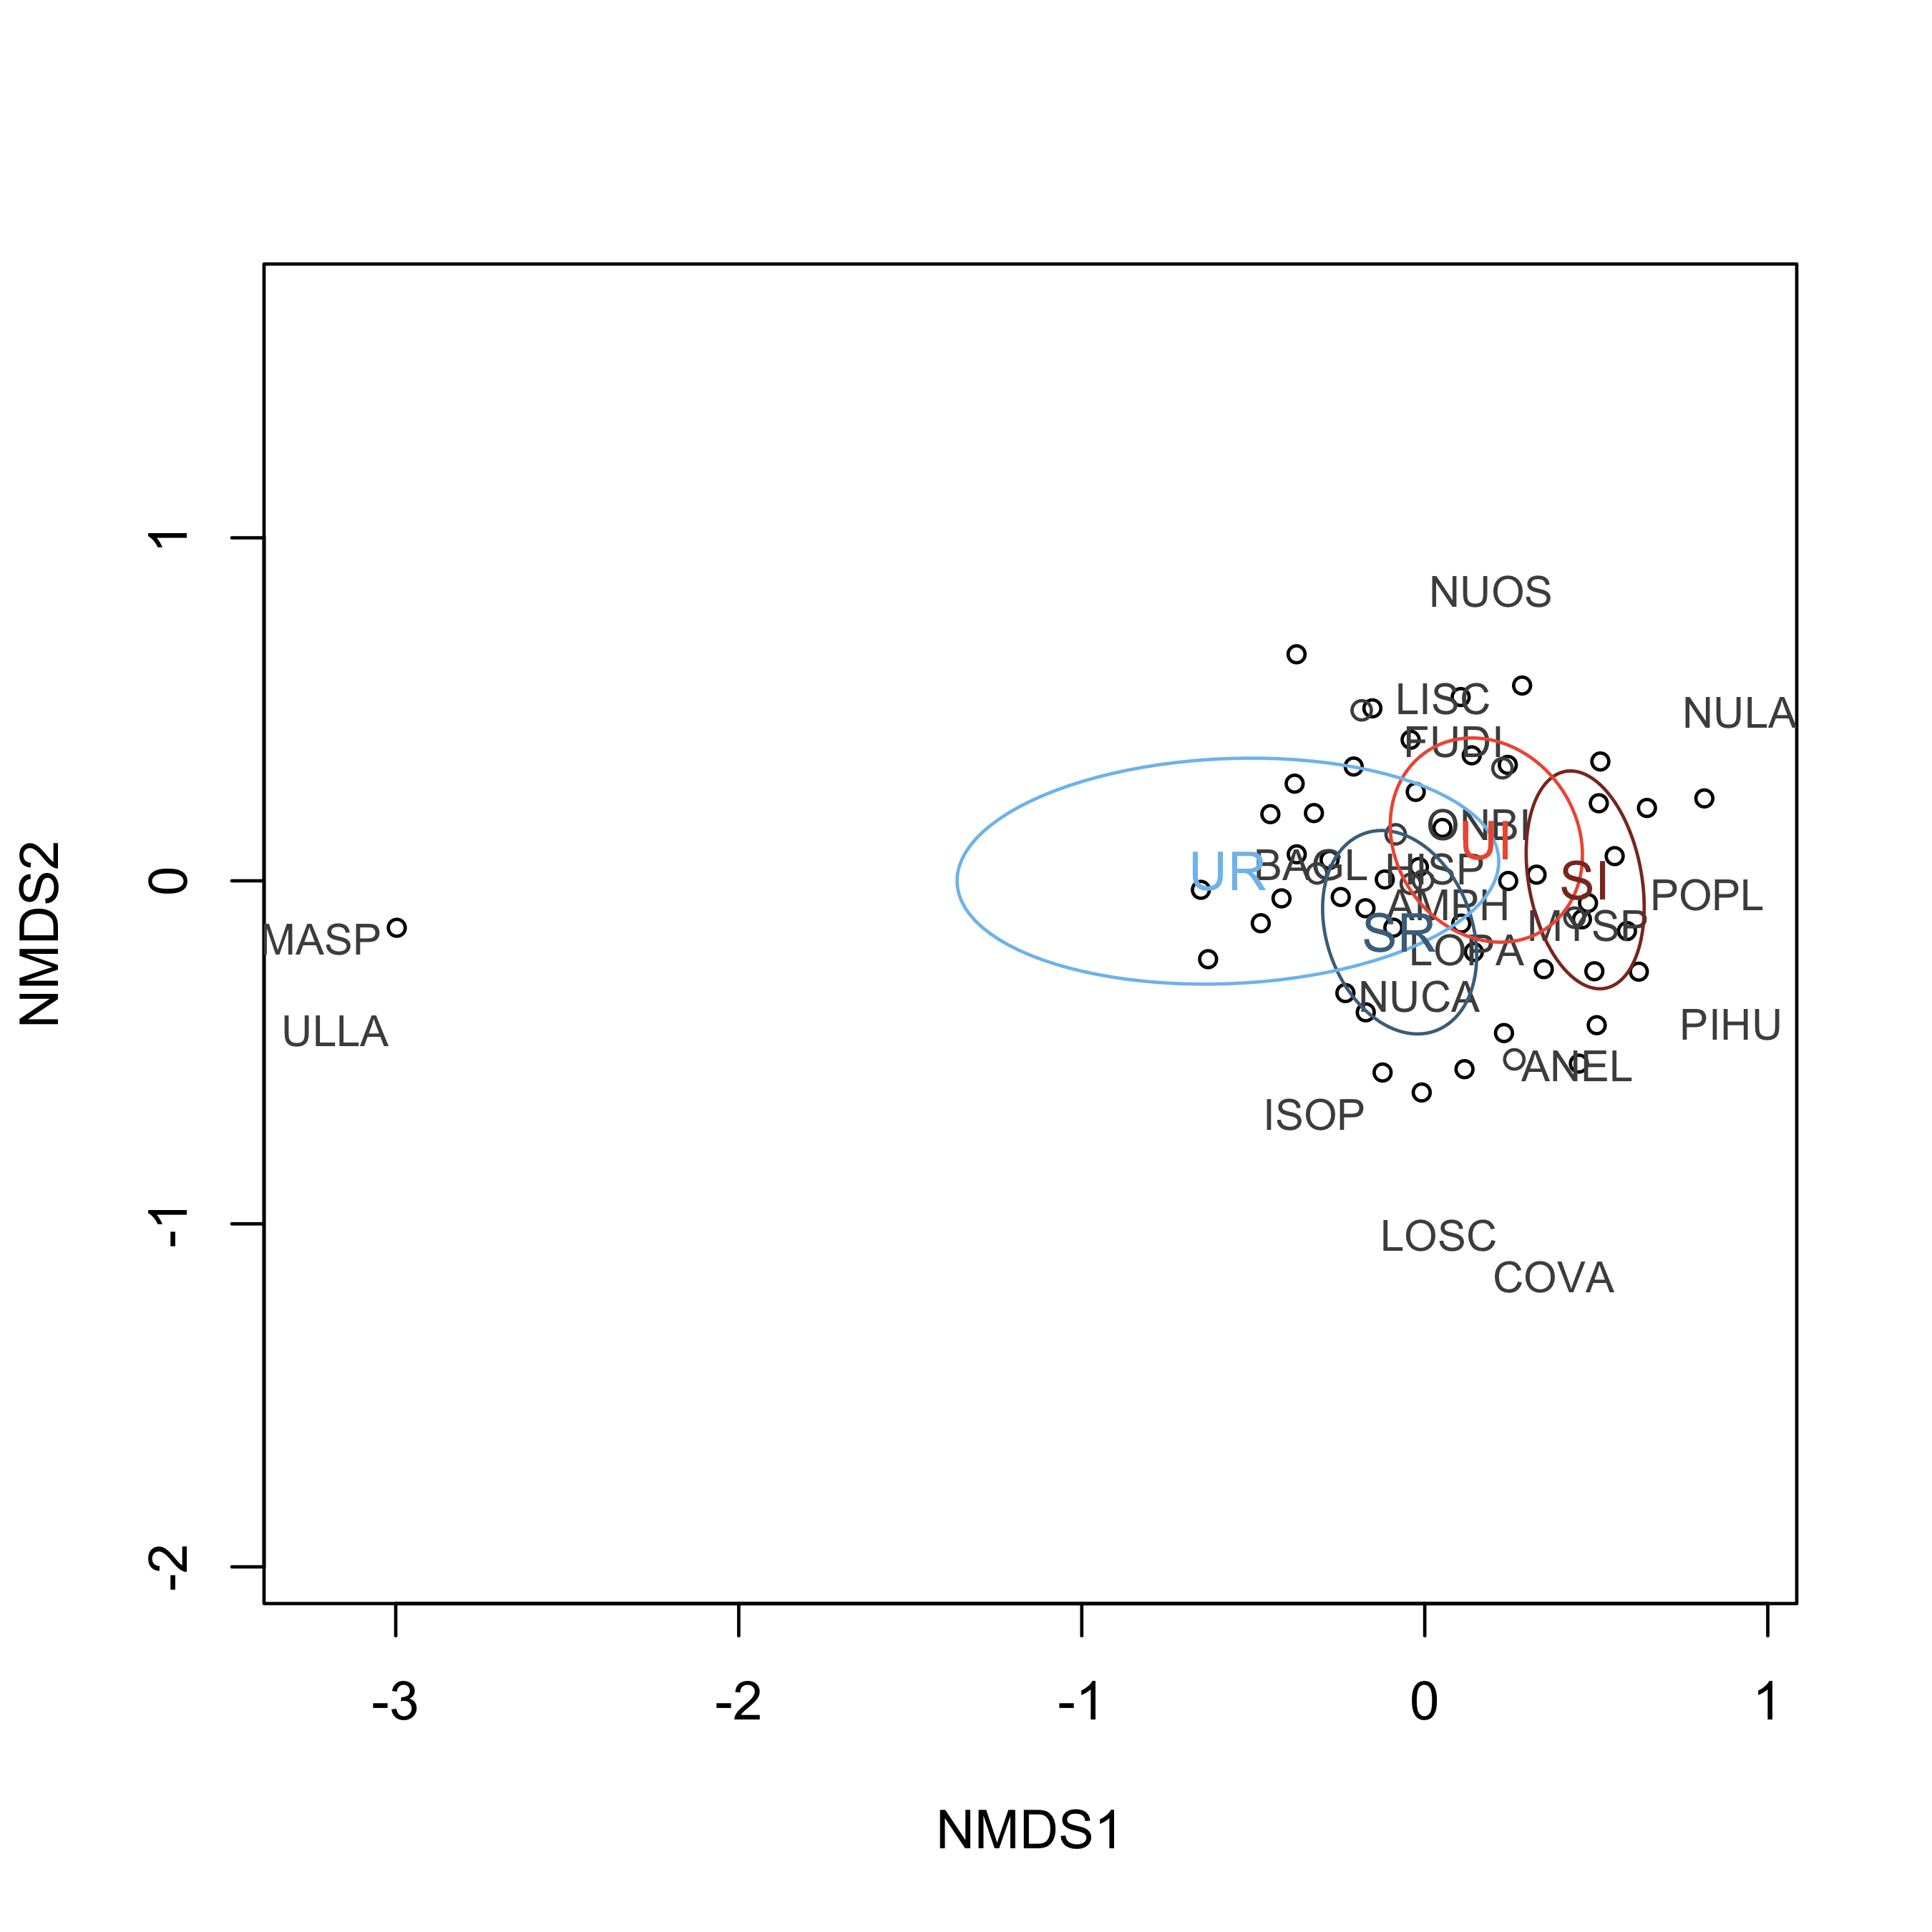 NUOS
LISC
NULA
FUDI
1
ONBI
UI
BAGL
UR
HISP
SI
POPL
0
AMPH
MYSP
SR
MASP
LOPA
NUCA
ULLA
PIHU
ANEL
ISOP
-1
LOSC
COVA
-2
NMDS2
-3 -2 -1 0 1
NMDS1